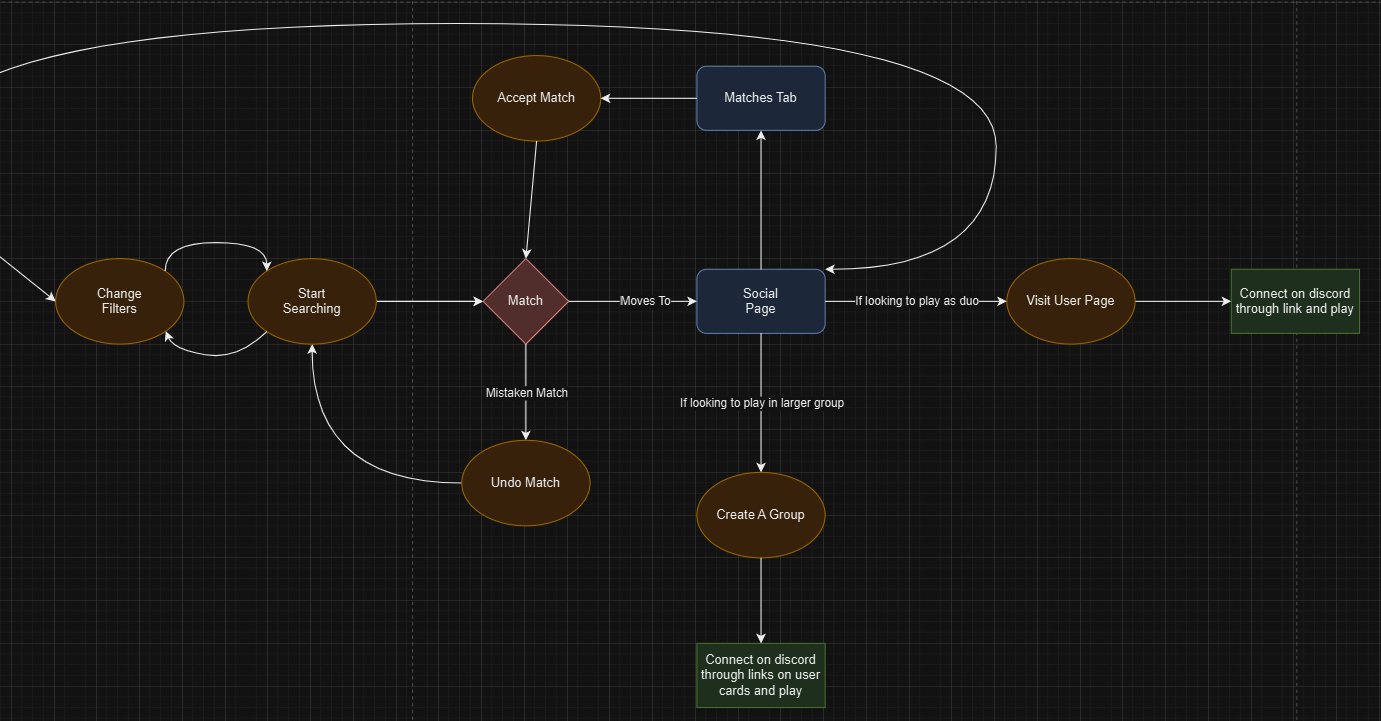 Accept Match
Matches Tab
Change
Filters
Start
Searching
Match
Moves To
Social
Page
If looking to play as duo
Visit User Page
Connect on discord
through link and play
Mistaken Match
If looking to play in larger group
Undo Match
Create A Group
Connect on discord
through links on user
cards and play